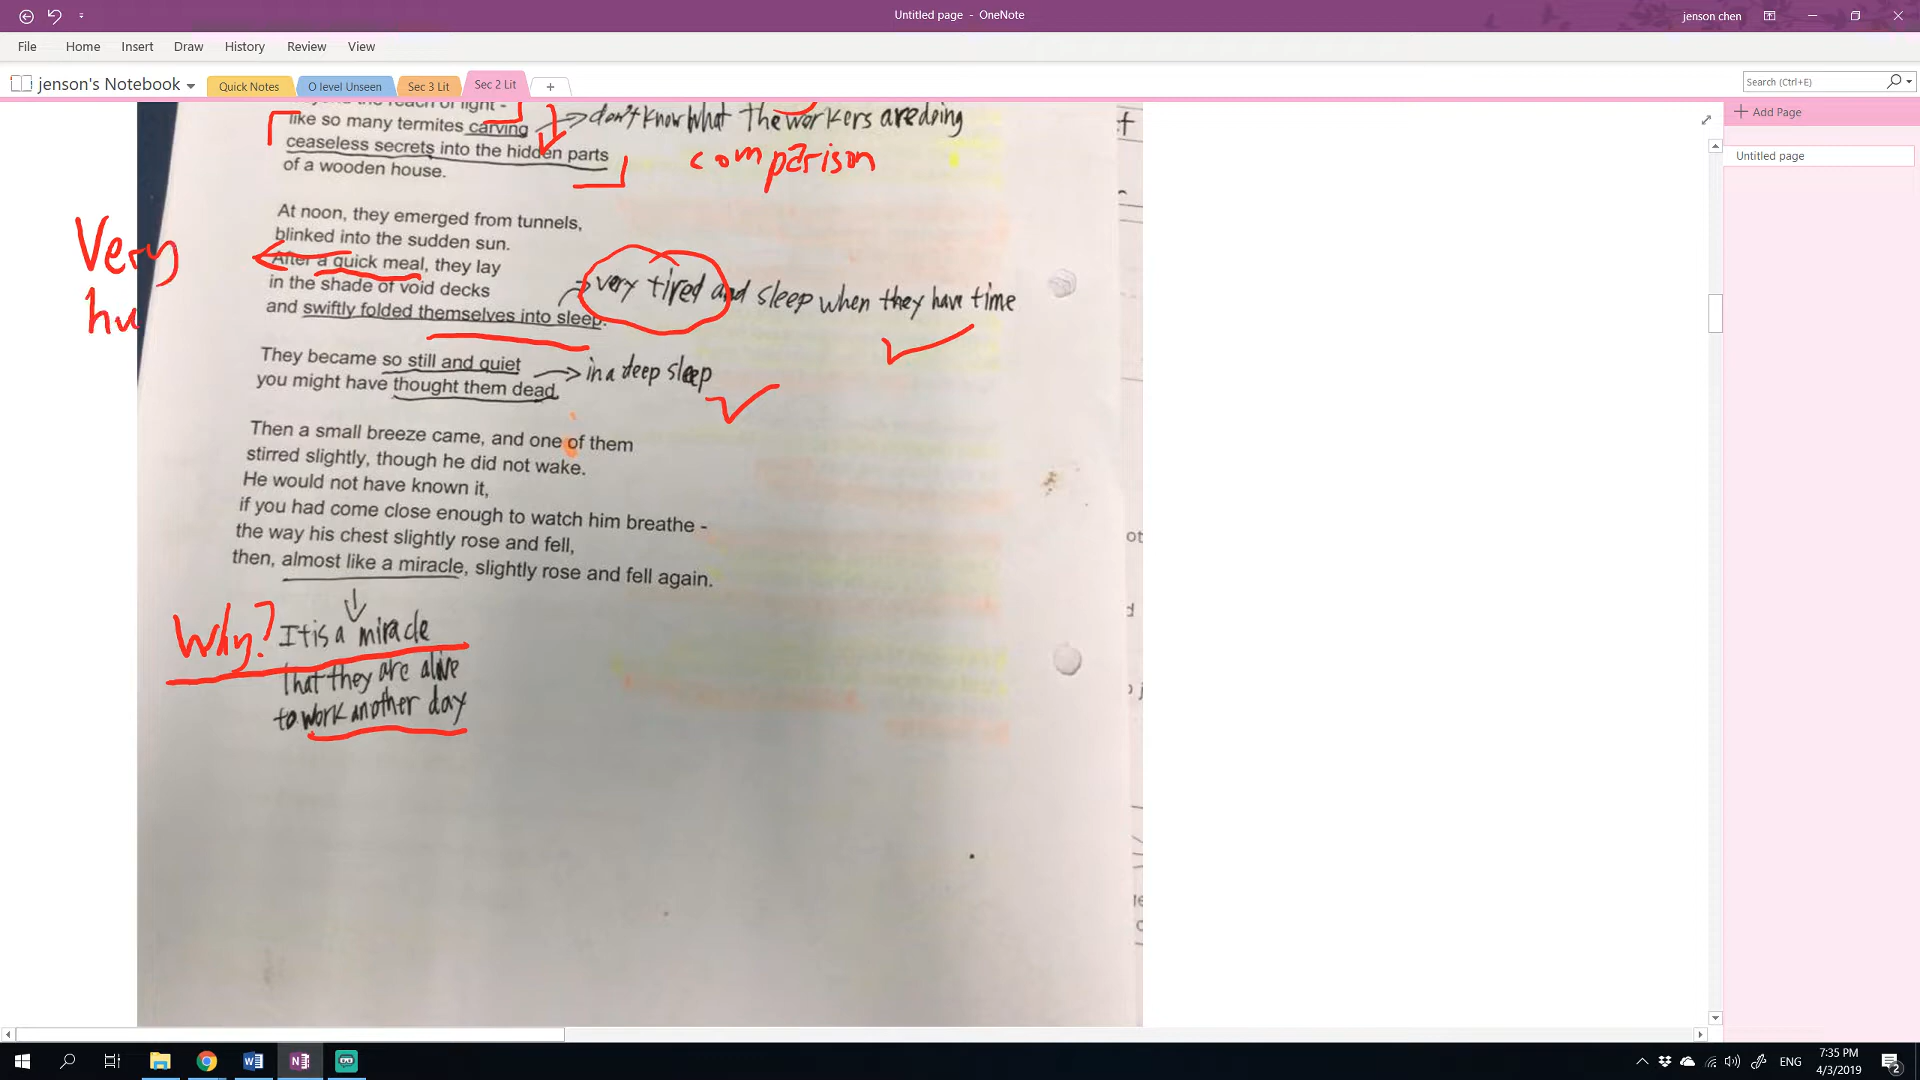 Untitled page - OneNote
jenson chen
File Home Insert Draw History Review View
jenson's Notebook Quick Notes O level Unseen Sec 3 Lit Sec 2 Lit
Search (Ctrl+E)
Add Page
Untitled page
the reach of light -
like so many termites carving
ceaseless secrets into the hidden parts
of a wooden house.
don't know what the workers are doing
comparison
At noon, they emerged from tunnels,
blinked into the sudden sun.
After a quick meal, they lay
in the shade of void decks
and swiftly folded themselves into sleep.
Very
hu
very tired and sleep when they have time
They became so still and quiet
you might have thought them dead.
in a deep sleep
Then a small breeze came, and one of them
stirred slightly, though he did not wake.
He would not have known it,
if you had come close enough to watch him breathe -
the way his chest slightly rose and fell,
then, almost like a miracle, slightly rose and fell again.
Why?
It is a miracle
that they are alive
to work another day
ENG
7:35 PM
4/3/2019
2